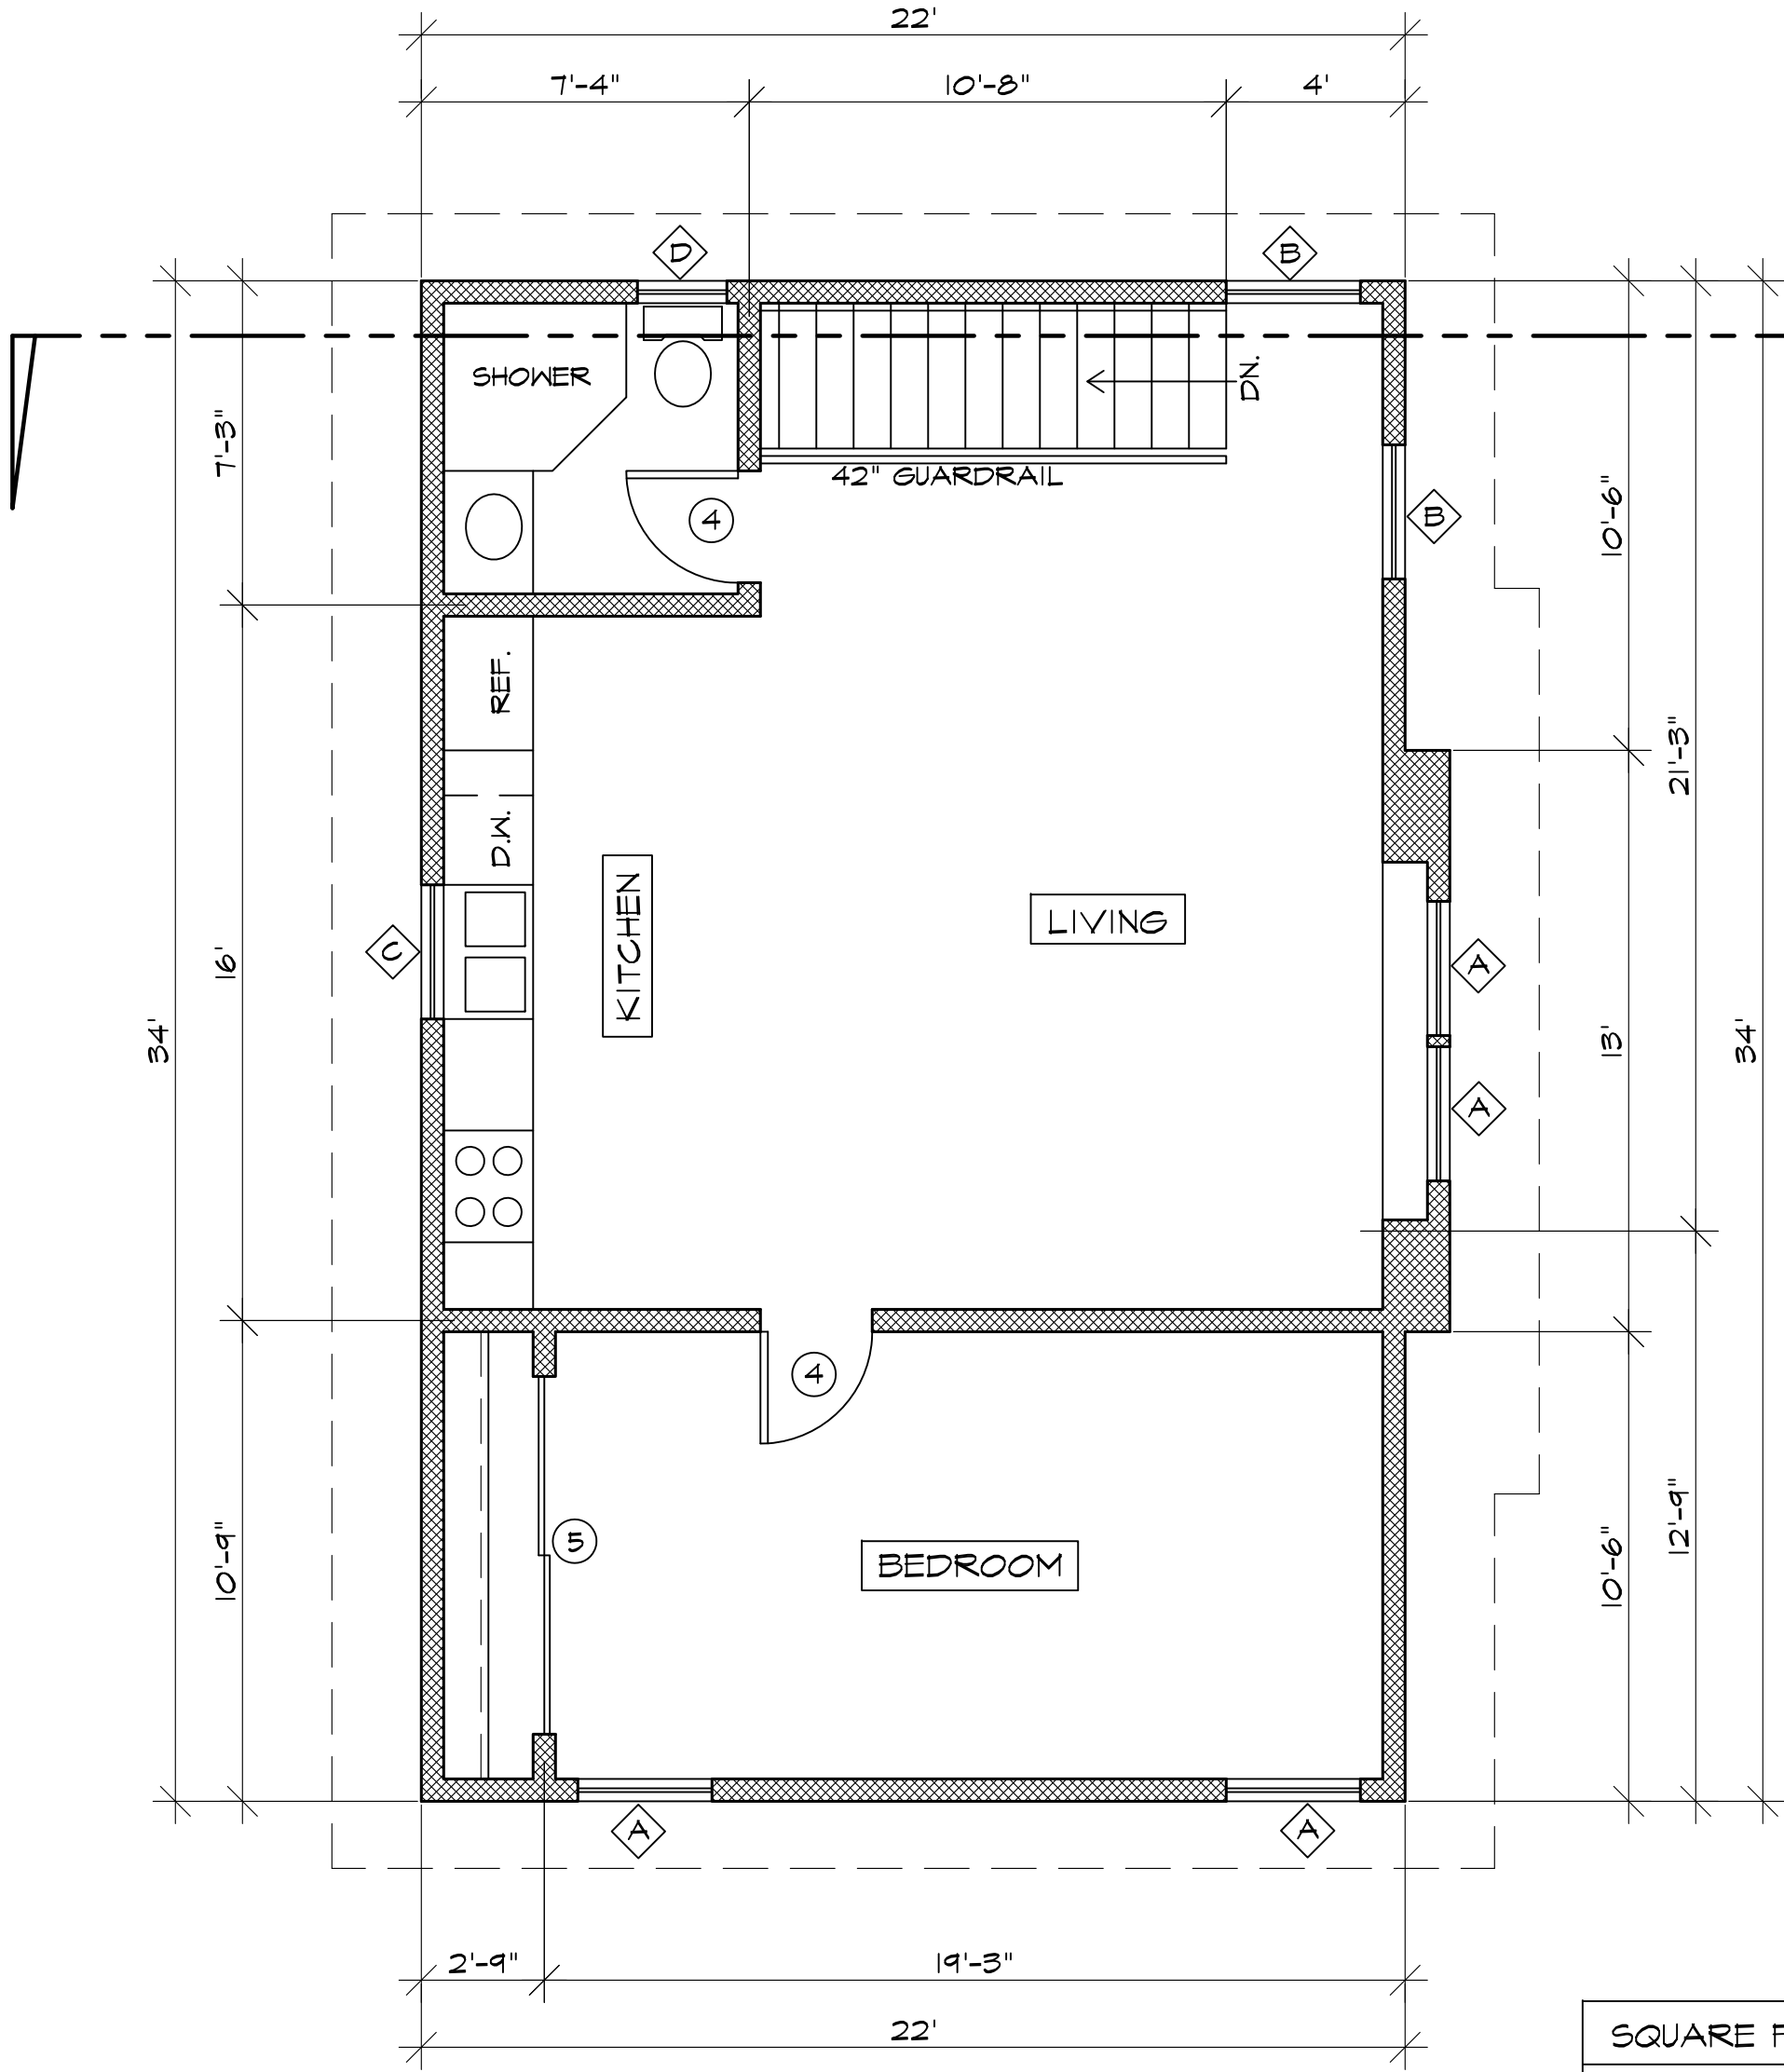 22'
7'-4" 10'-8" 4'
D B
SHOWER
DN.
42" GUARDRAIL
4
B
7'-3"
10'-6"
REF.
21'-3"
D.W.
KITCHEN
LIVING
C
A
16'
34'
13'
34'
A
4
5
BEDROOM
10'-9"
10'-6"
12'-9"
A A
2'-9" 19'-3"
22'
SQUARE